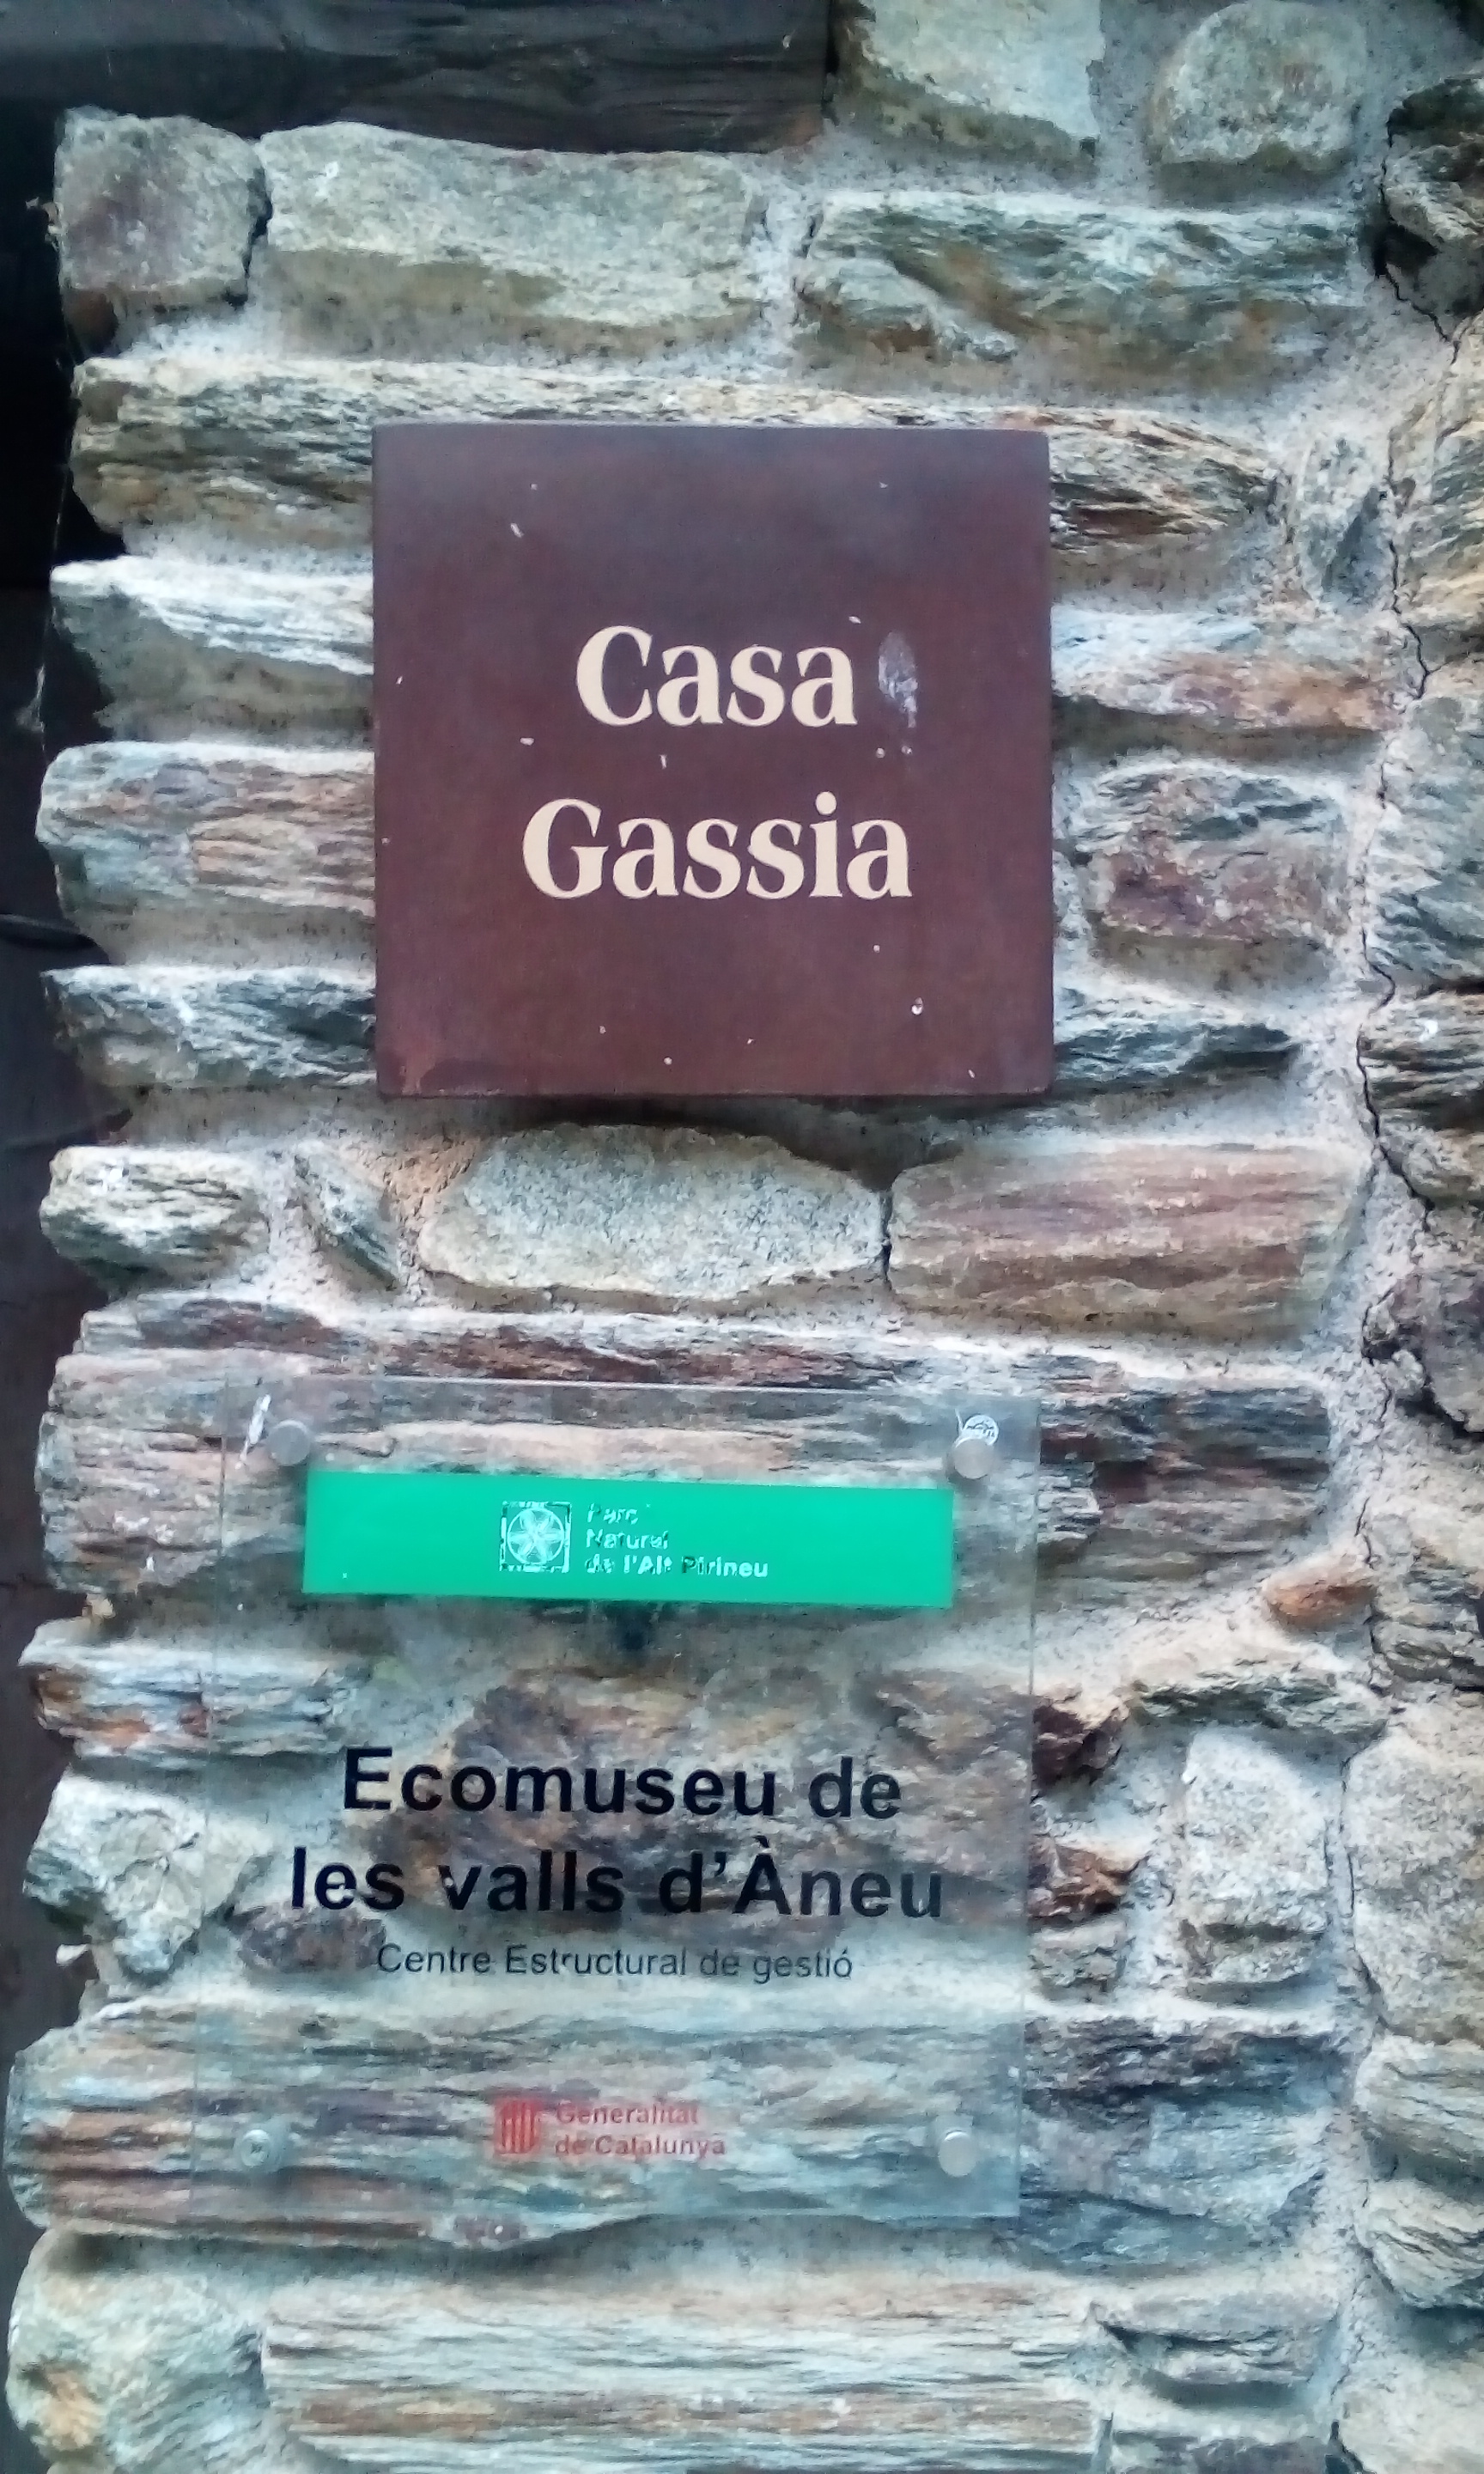 Casa
Gassia
Parc
Natural
de l'Alt Pirineu
Ecomuseu de
les valls d'Àneu
Centre Estructural de gestió
Generalitat
de Catalunya